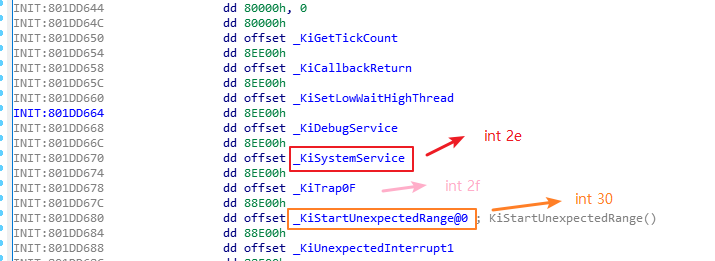 INIT:801DD644 dd 80000h, 0
INIT:801DD64C dd 80000h
INIT:801DD650 dd offset _KiGetTickCount
INIT:801DD654 dd 8EE00h
INIT:801DD658 dd offset _KiCallbackReturn
INIT:801DD65C dd 8EE00h
INIT:801DD660 dd offset _KiSetLowWaitHighThread
INIT:801DD664 dd 8EE00h
INIT:801DD668 dd offset _KiDebugService
INIT:801DD66C dd 8EE00h
INIT:801DD670 dd offset _KiSystemService int 2e
INIT:801DD674 dd 8EE00h
INIT:801DD678 dd offset _KiTrap0F int 2f
INIT:801DD67C dd 88E00h
INIT:801DD680 dd offset _KiStartUnexpectedRange@0 ; KiStartUnexpectedRange() int 30
INIT:801DD684 dd 88E00h
INIT:801DD688 dd offset _KiUnexpectedInterrupt1